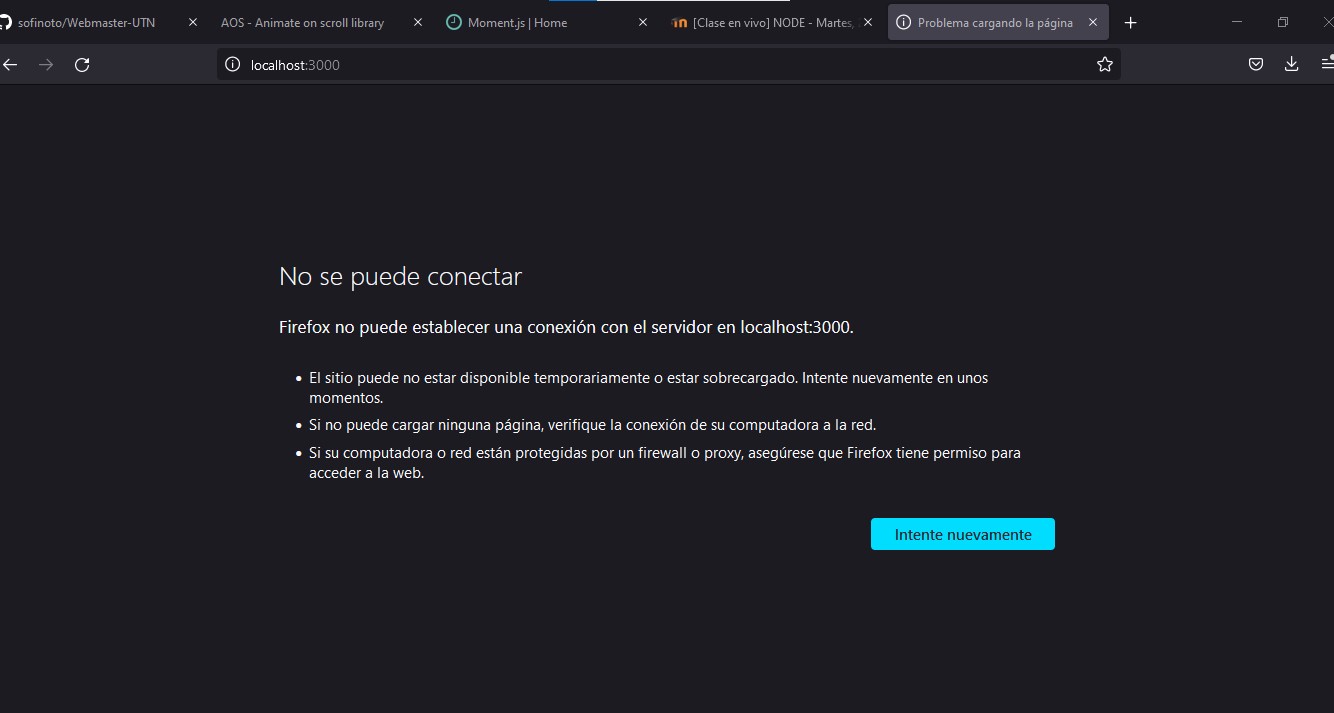 sofinoto/Webmaster-UTN
AOS - Animate on scroll library
Moment.js | Home
[Clase en vivo] NODE - Martes,
Problema cargando la página
localhost:3000
No se puede conectar
Firefox no puede establecer una conexión con el servidor en localhost:3000.
• El sitio puede no estar disponible temporariamente o estar sobrecargado. Intente nuevamente en unos
momentos.
• Si no puede cargar ninguna página, verifique la conexión de su computadora a la red.
• Si su computadora o red están protegidas por un firewall o proxy, asegúrese que Firefox tiene permiso para
acceder a la web.
Intente nuevamente